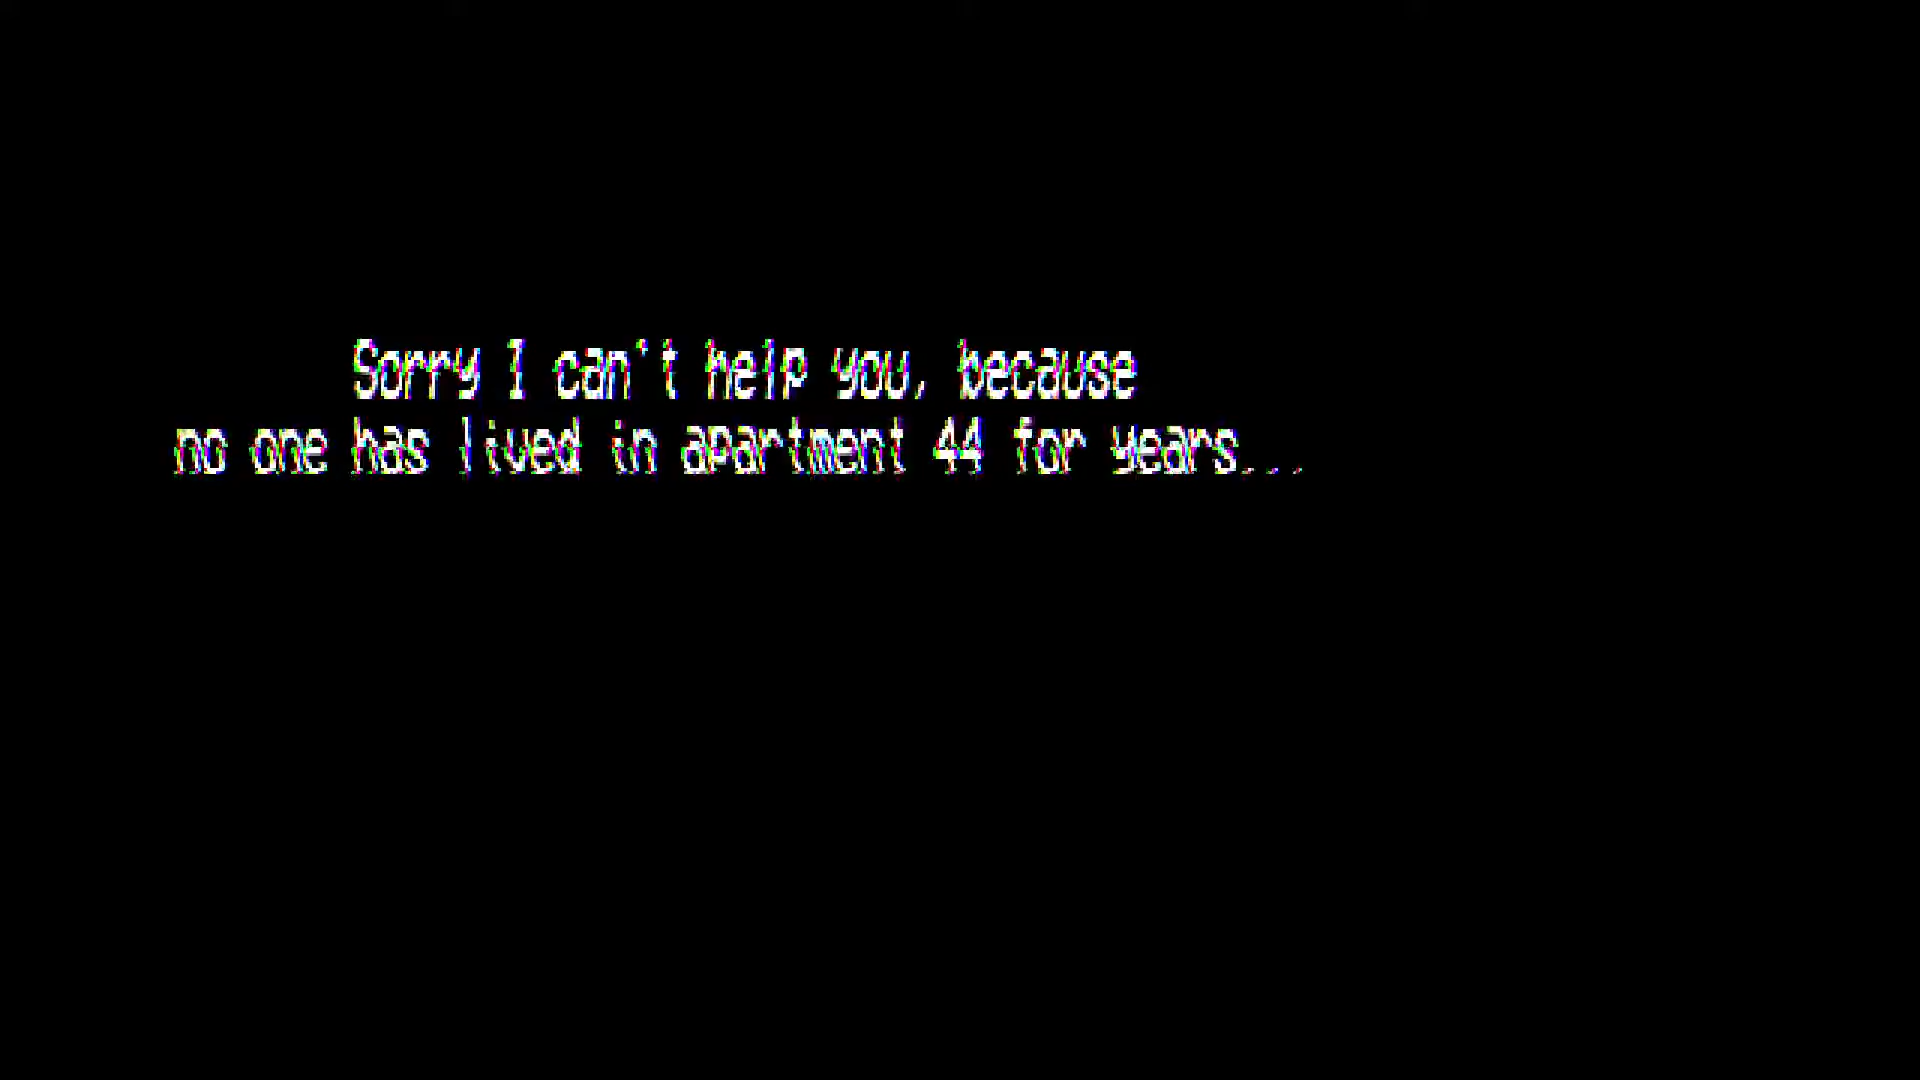 Sorry I can't help you, because
no one has lived in apartment 44 for years...